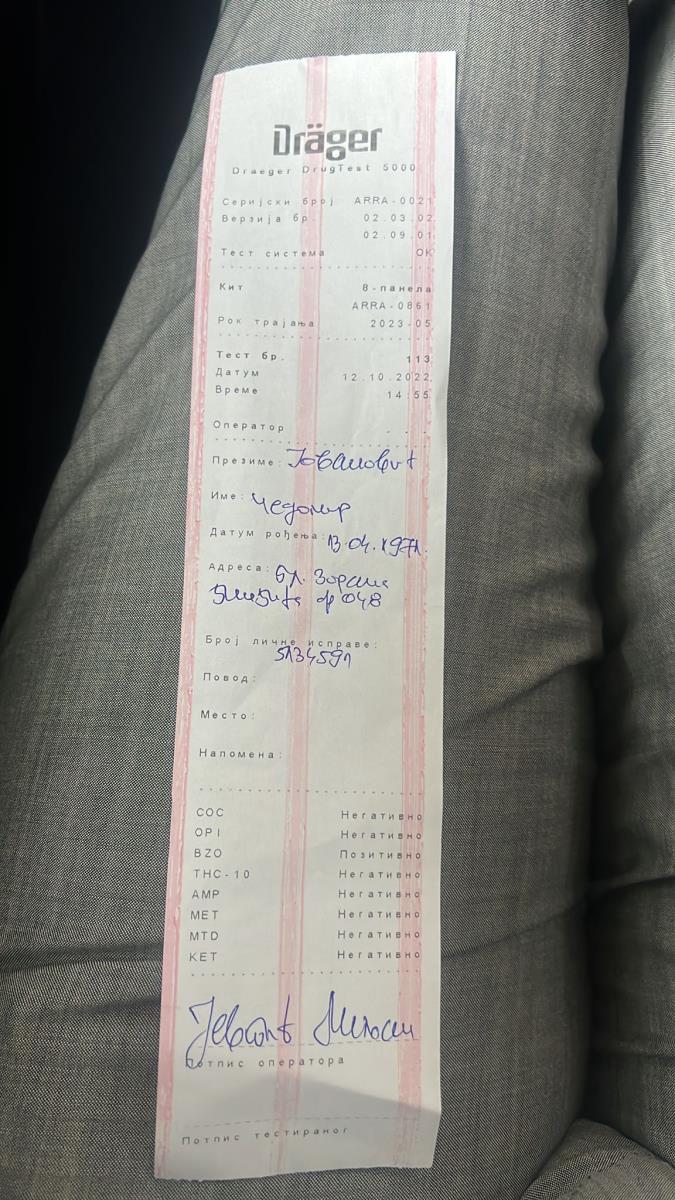 Dräger
Draeger DrugTest 5000
Серијски број ARRA-0021
Верзија бр. 02.03.02
02.09.01
Тест система OK
Кит 8-панела
ARRA-0861
Рок трајања 2023-05
Тест бр. 113
Датум 12.10.2022
Време 14:55
Оператор . . .
Презиме: Јовановић
Име: Чедомир
Датум рођења: 13.04.1971.
Адреса: бл. Зорана
Ђинђића бр 048
Број личне исправе:
Повод:
Место:
Напомена:
COC Негативно
OPI Негативно
BZO Позитивно
THC-10 Негативно
AMP Негативно
MET Негативно
MTD Негативно
KET Негативно
Потпис оператора
Потпис тестираног